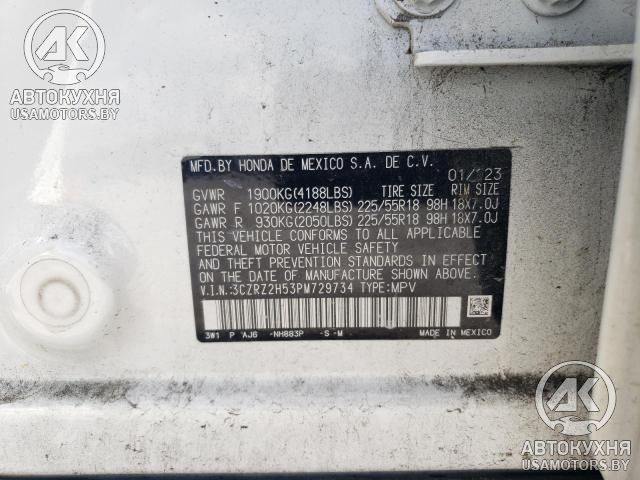 АК
АВТОКУХНЯ
USAMOTORS.BY
MFD.BY HONDA DE MEXICO S.A. DE C.V. 01/'23
GVWR 1900KG(4188LBS) TIRE SIZE RIM SIZE
GAWR F 1020KG(2248LBS) 225/55R18 98H 18X7.0J
GAWR R 930KG(2050LBS) 225/55R18 98H 18X7.0J
THIS VEHICLE CONFORMS TO ALL APPLICABLE
FEDERAL MOTOR VEHICLE SAFETY
AND THEFT PREVENTION STANDARDS IN EFFECT ON THE
DATE OF MANUFACTURE SHOWN ABOVE.
V.I.N.:3CZRZ2H53PM729734 TYPE:MPV
3W1 P AJ6 -NH883P -S -M MADE IN MEXICO
АК
АВТОКУХНЯ
USAMOTORS.BY